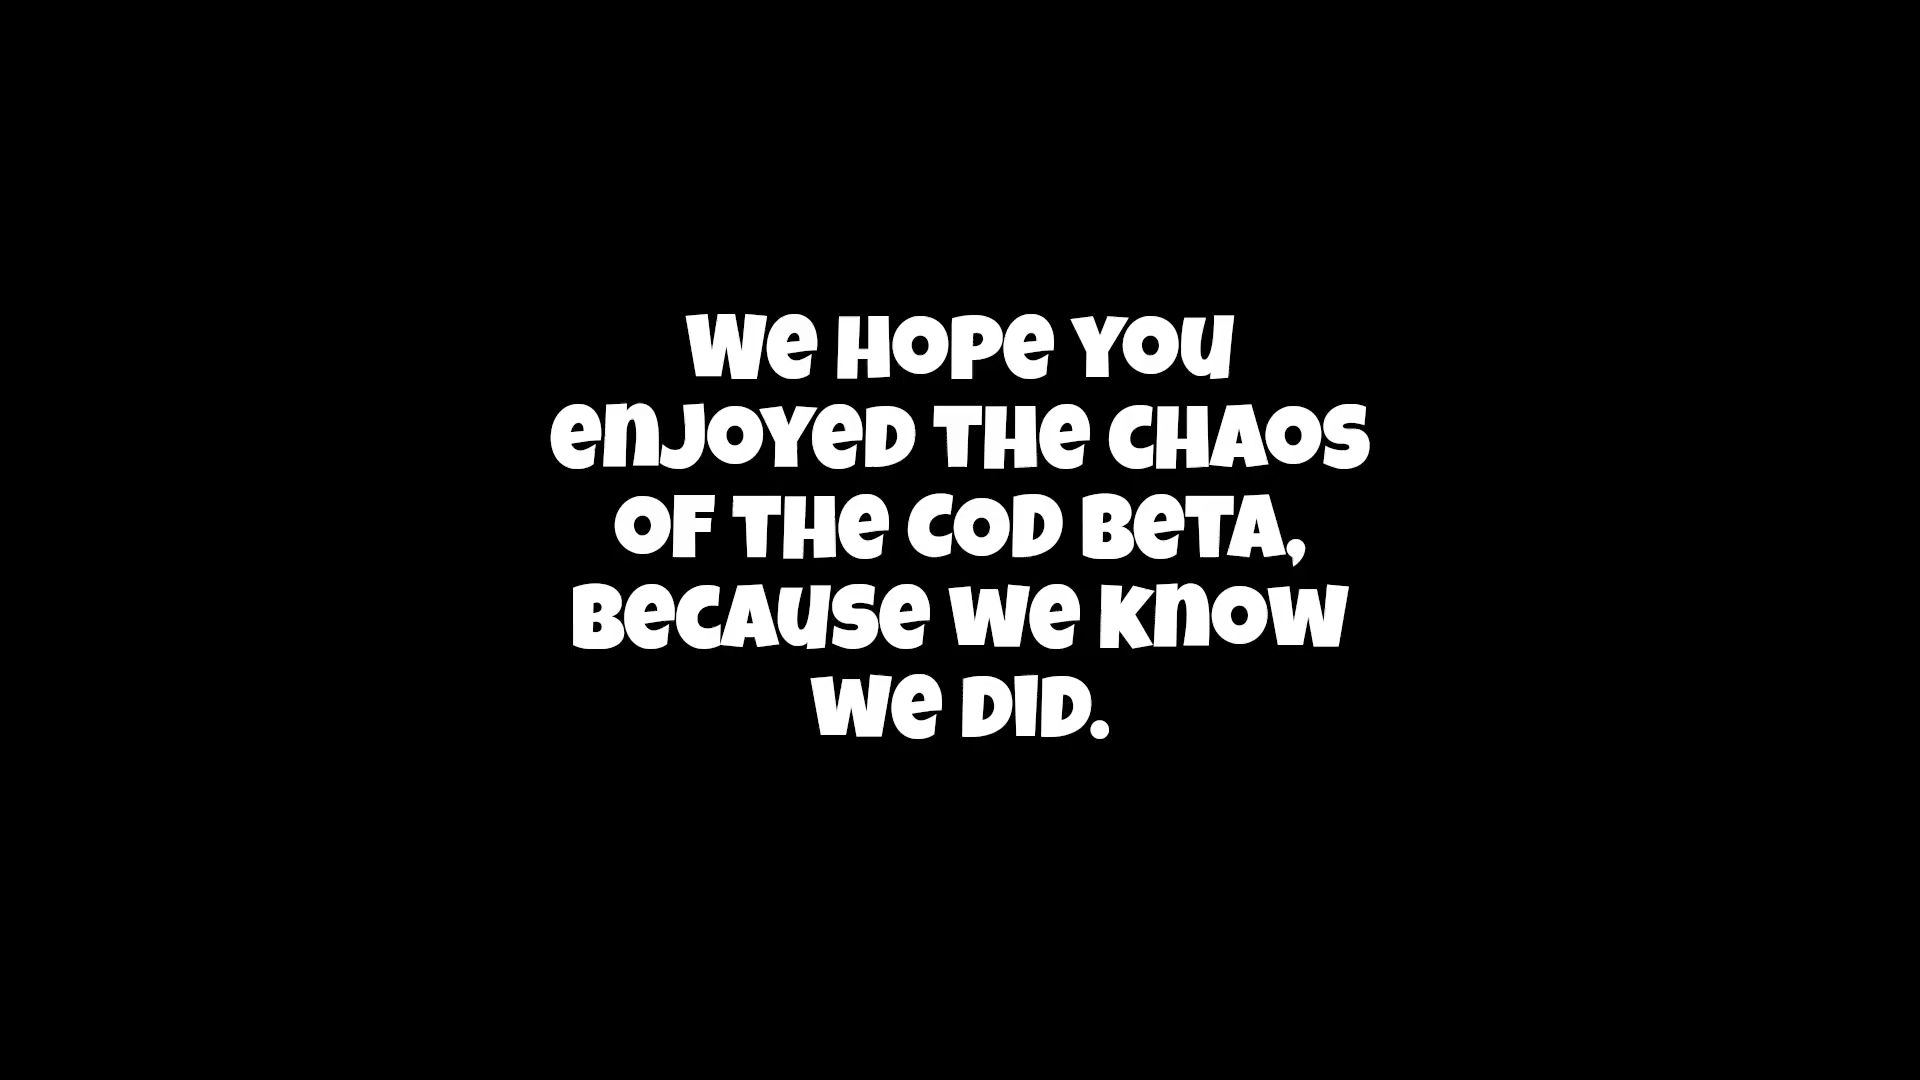 We Hope You
enjoyed the chaos
of the COD Beta,
because we know
we did.